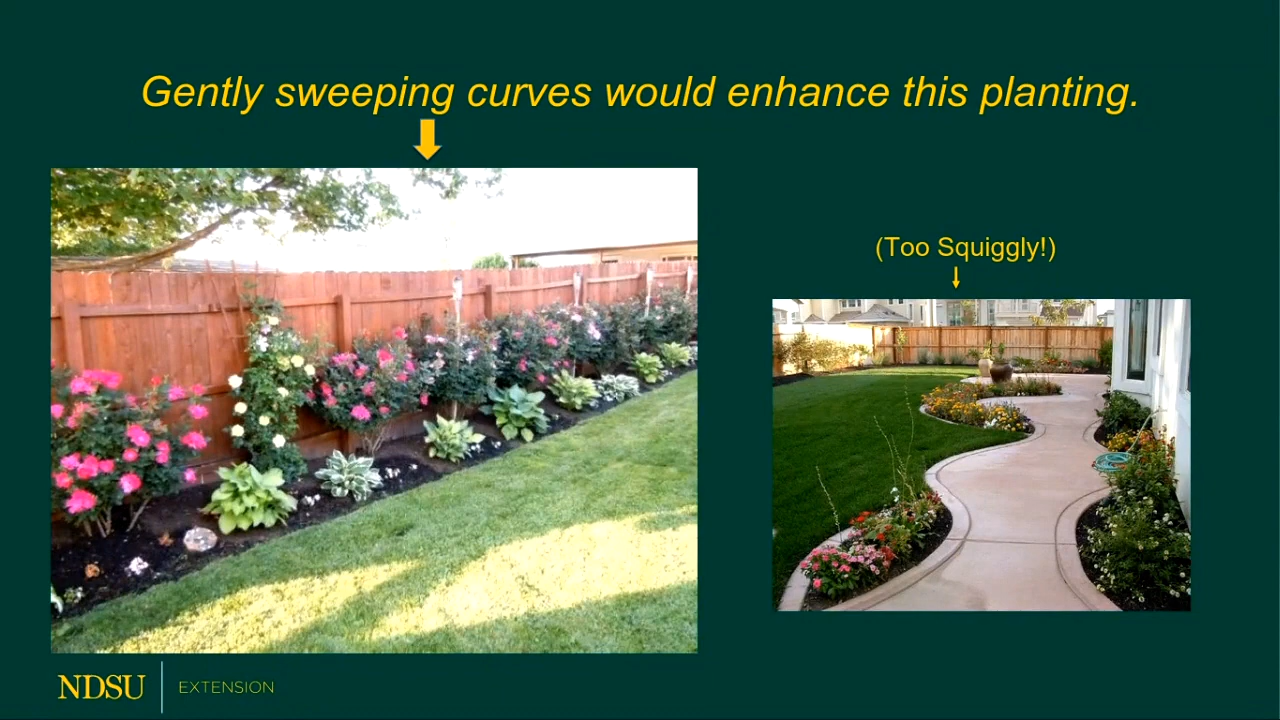 Gently sweeping curves would enhance this planting.
(Too Squiggly!)
NDSU EXTENSION